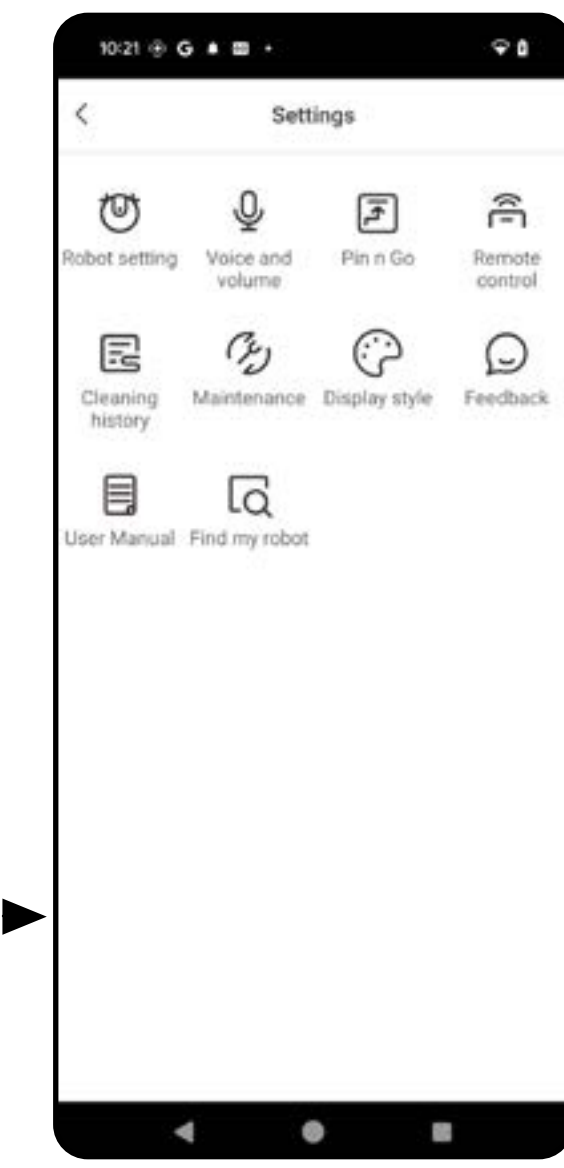 10:21 G
Settings
Robot setting
Voice and
volume
Pin n Go
Remote
control
Cleaning
history
Maintenance
Display style
Feedback
User Manual
Find my robot